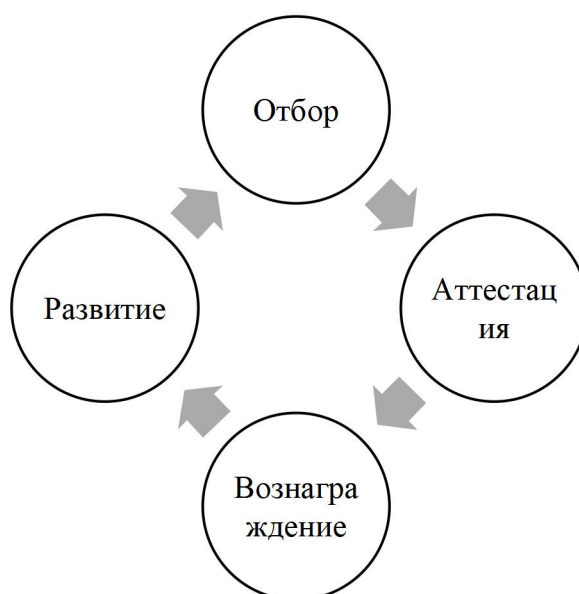 Отбор
Аттестац
ия
Вознагра
ждение
Развитие